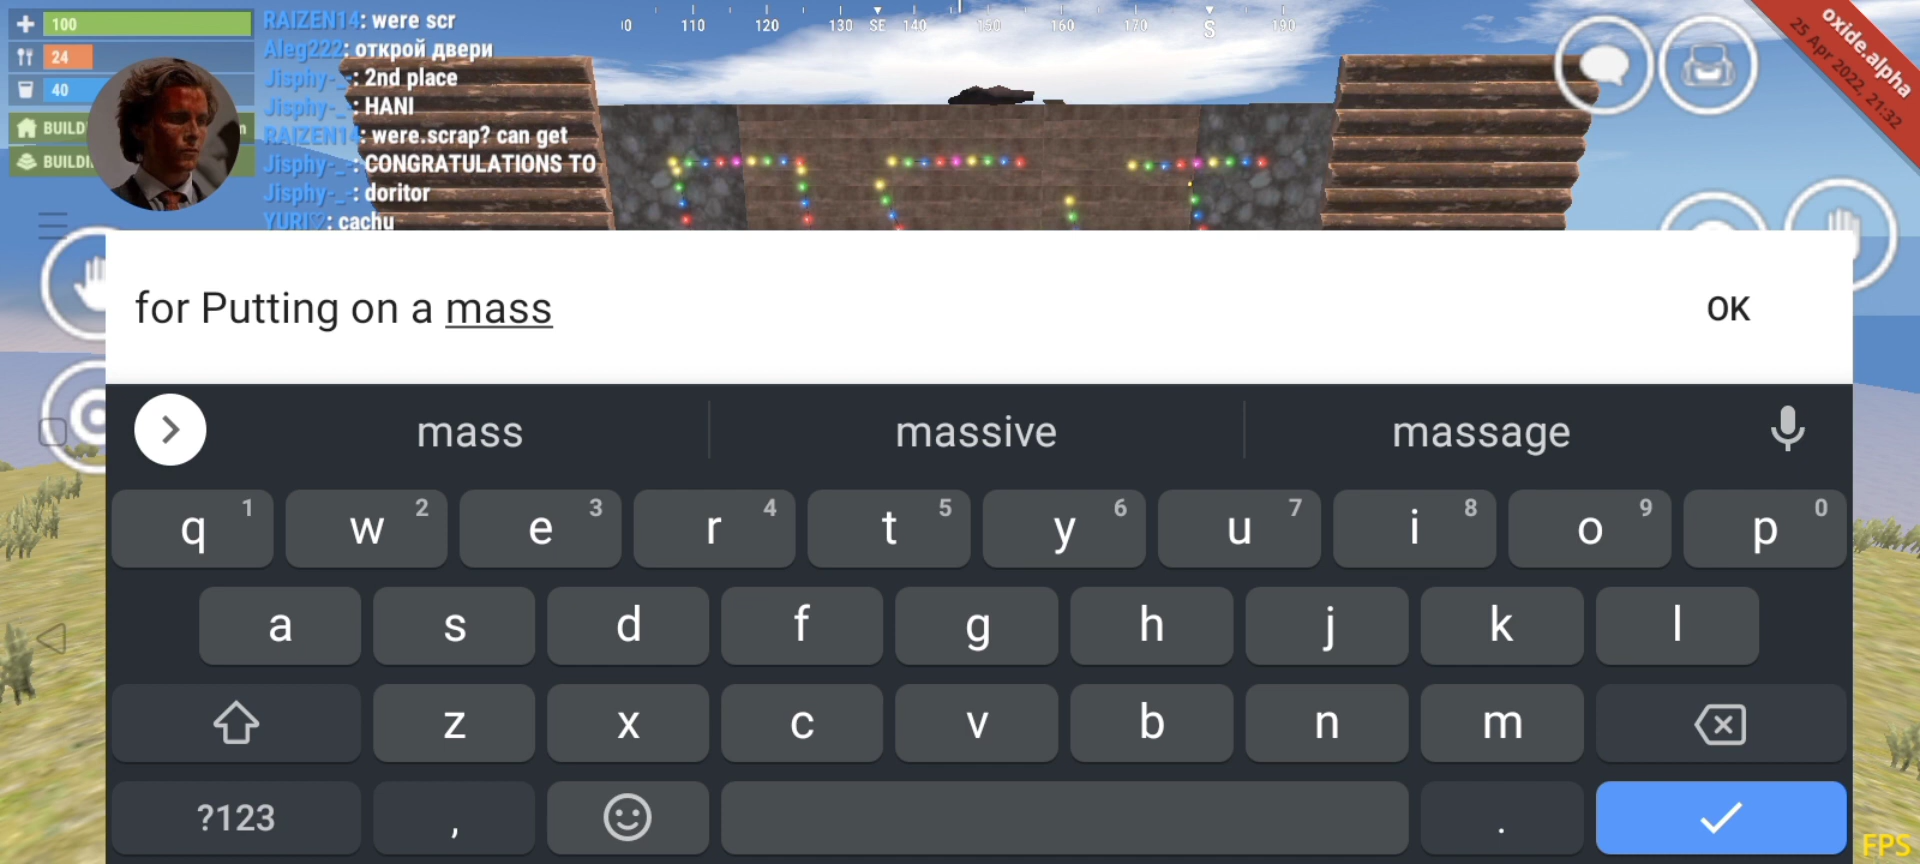 100
24
40
BUILD
BUILDI
RAIZEN14: were scr
Aleg222: открой двери
Jisphy-_-: 2nd place
Jisphy-_-: HANI
RAIZEN14: were.scrap? can get
Jisphy-_-: CONGRATULATIONS TO
Jisphy-_-: doritor
YURI♡: cachu
110 120 130 SE 140 150 160 170 S 190
oxide.alpha
25 Apr 2022, 21:32
for Putting on a mass
OK
mass massive massage
q 1 w 2 e 3 r 4 t 5 y 6 u 7 i 8 o 9 p 0
a s d f g h j k l
z x c v b n m
?123 , .
FPS